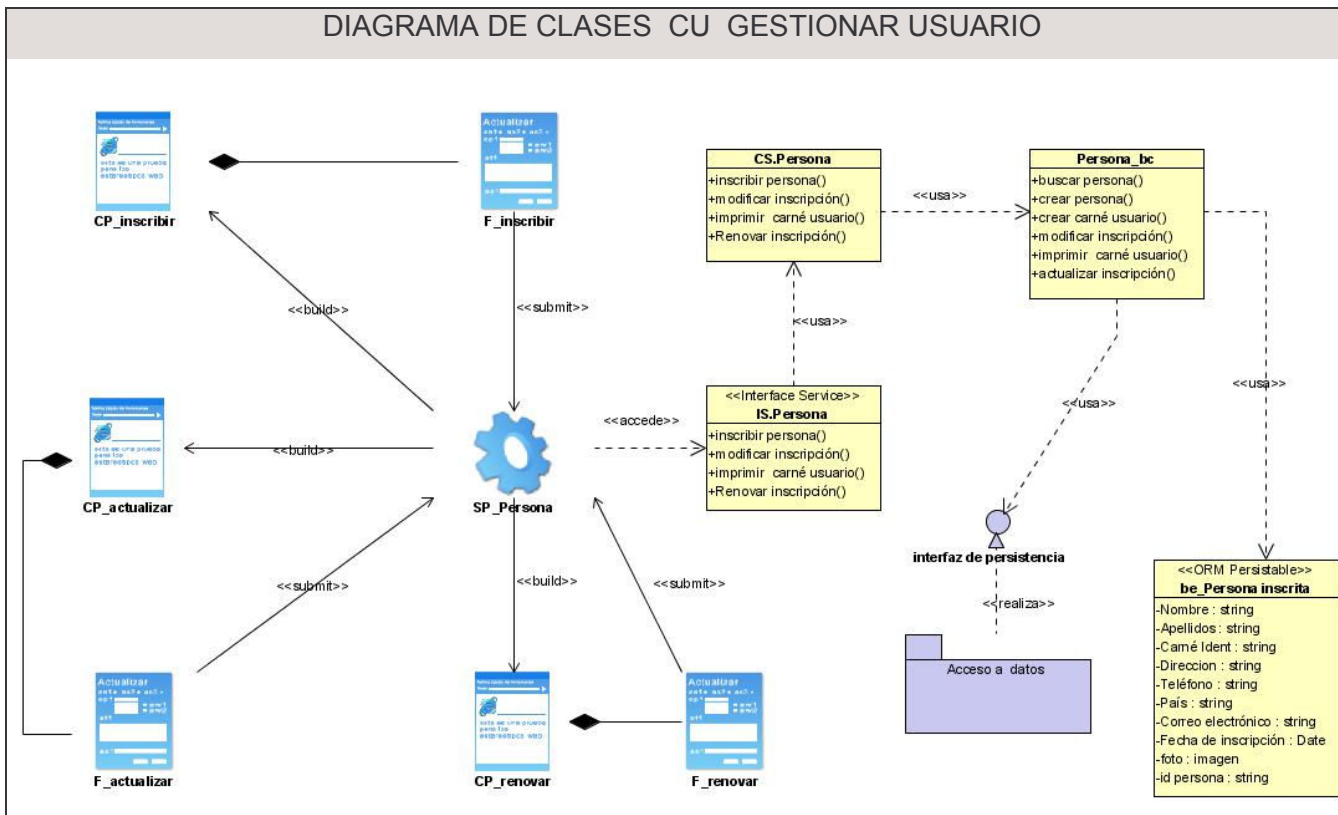 DIAGRAMA DE CLASES CU GESTIONAR USUARIO
CP_inscribir
Actualizar
F_inscribir
<<build>>
<<submit>>
CS.Persona
+inscribir persona()
+modificar inscripción()
+imprimir carné usuario()
+Renovar inscripción()
<<usa>>
Persona_bc
+buscar persona()
+crear persona()
+crear carné usuario()
+modificar inscripción()
+imprimir carné usuario()
+actualizar inscripción()
<<usa>>
<<usa>>
<<usa>>
CP_actualizar
<<build>>
SP_Persona
<<accede>>
<<Interface Service>>
IS.Persona
+inscribir persona()
+modificar inscripción()
+imprimir carné usuario()
+Renovar inscripción()
<<submit>>
<<build>>
<<submit>>
interfaz de persistencia
<<realiza>>
Acceso a datos
<<ORM Persistable>>
be_Persona inscrita
-Nombre : string
-Apellidos : string
-Carné Ident : string
-Direccion : string
-Teléfono : string
-País : string
-Correo electrónico : string
-Fecha de inscripción : Date
-foto : imagen
-id persona : string
Actualizar
F_actualizar
CP_renovar
Actualizar
F_renovar